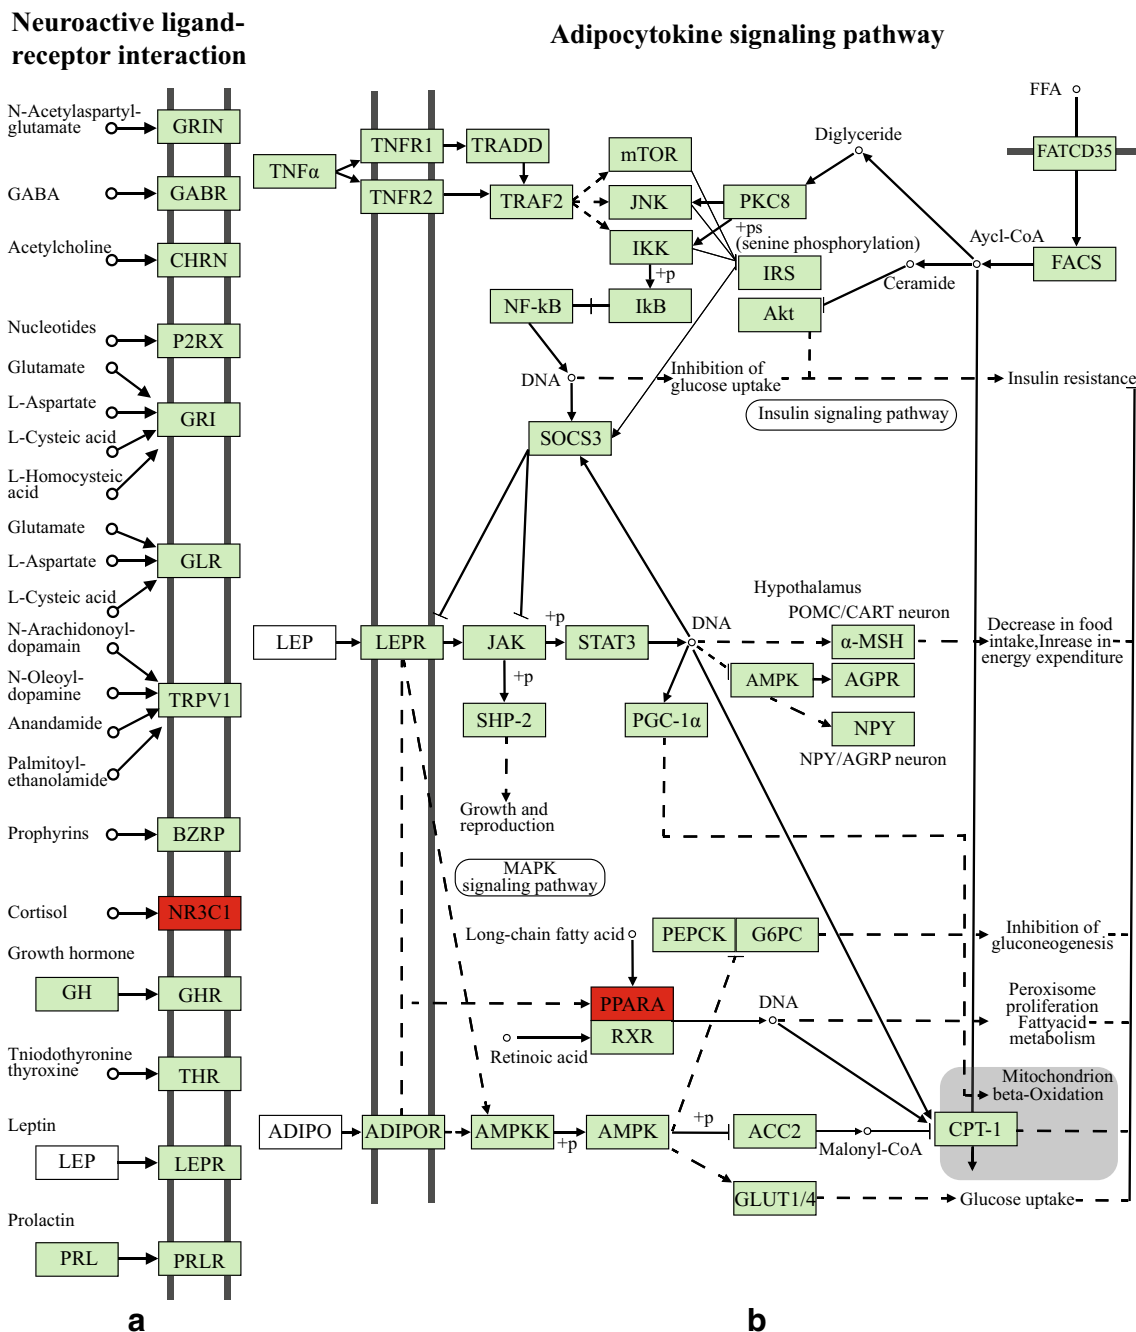 Neuroactive ligand-
receptor interaction
N-Acetylaspartyl-
glutamate
GRIN
GABA
GABR
Acetylcholine
CHRN
Nucleotides
P2RX
Glutamate
L-Aspartate
GRI
L-Cysteic acid
L-Homocysteic
acid
Glutamate
L-Aspartate
GLR
L-Cysteic acid
N-Arachidonoyl-
dopamain
N-Oleoyl-
dopamine
TRPV1
Anandamide
Palmitoyl-
ethanolamide
Prophyrins
BZRP
Cortisol
NR3C1
Growth hormone
GH
GHR
Tniodothyronine
thyroxine
THR
Leptin
LEP
LEPR
Prolactin
PRL
PRLR
a
Adipocytokine signaling pathway
FFA
FATCD35
Diglyceride
TNFα
TNFR1
TRADD
mTOR
TNFR2
TRAF2
JNK
PKC8
IKK
+ps
(senine phosphorylation)
Aycl-CoA
FACS
+p
IRS
Ceramide
NF-kB
IkB
Akt
DNA
Inhibition of
glucose uptake
Insulin resistance
Insulin signaling pathway
SOCS3
Hypothalamus
POMC/CART neuron
LEP
LEPR
JAK
+p
STAT3
DNA
α-MSH
Decrease in food
intake,Inrease in
energy expenditure
+p
AMPK
AGPR
SHP-2
PGC-1α
NPY
NPY/AGRP neuron
Growth and
reproduction
MAPK
signaling pathway
Long-chain fatty acid
PEPCK
G6PC
Inhibition of
gluconeogenesis
PPARA
DNA
Peroxisome
proliferation
Fattyacid
metabolism
RXR
Retinoic acid
Mitochondrion
beta-Oxidation
ADIPO
ADIPOR
AMPKK
+p
AMPK
+p
ACC2
Malonyl-CoA
CPT-1
GLUT1/4
Glucose uptake
b